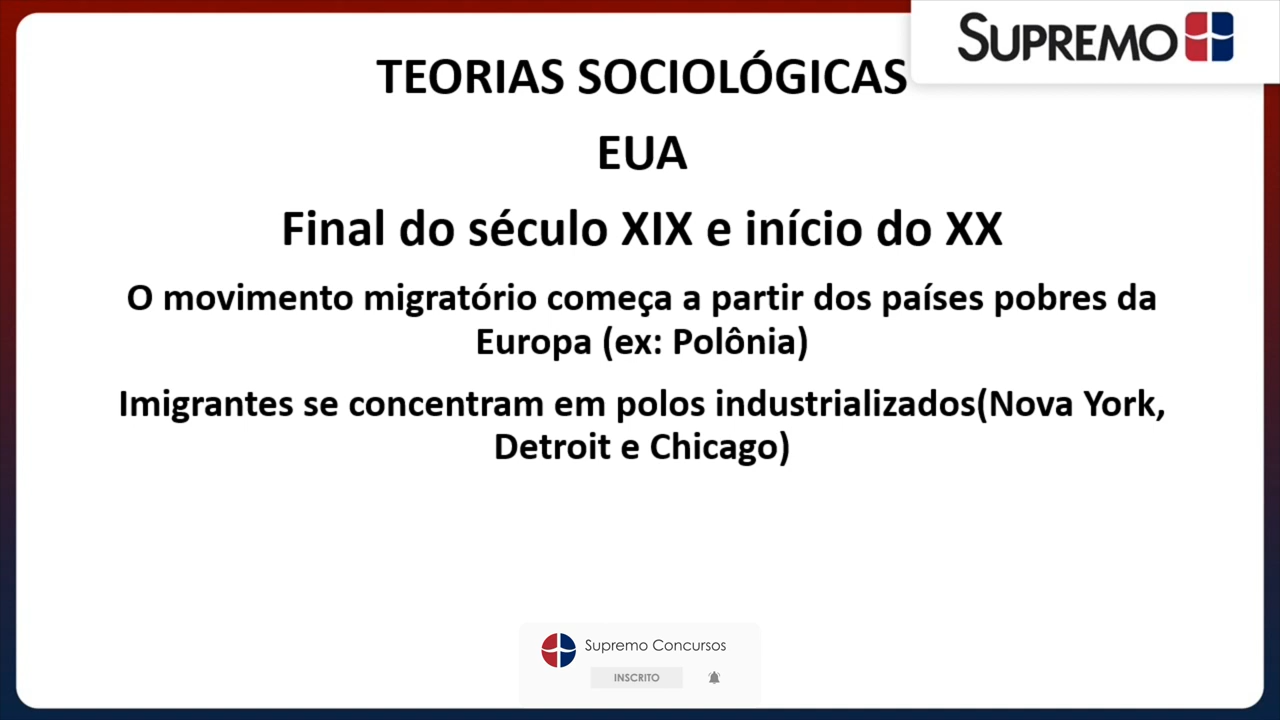 SUPREMO
TEORIAS SOCIOLÓGICAS
EUA
Final do século XIX e início do XX
O movimento migratório começa a partir dos países pobres da
Europa (ex: Polônia)
Imigrantes se concentram em polos industrializados(Nova York,
Detroit e Chicago)
Supremo Concursos
INSCRITO